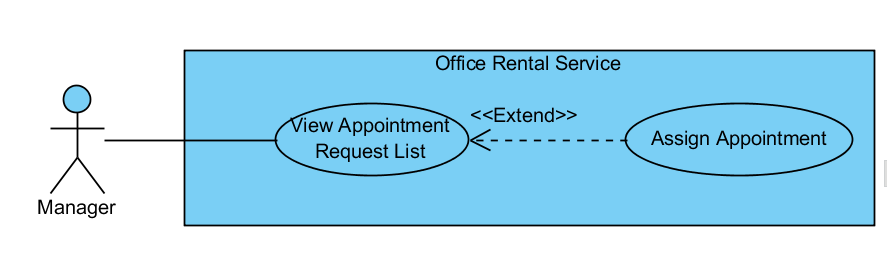 Office Rental Service
<<Extend>>
View Appointment
Request List
Assign Appointment
Manager